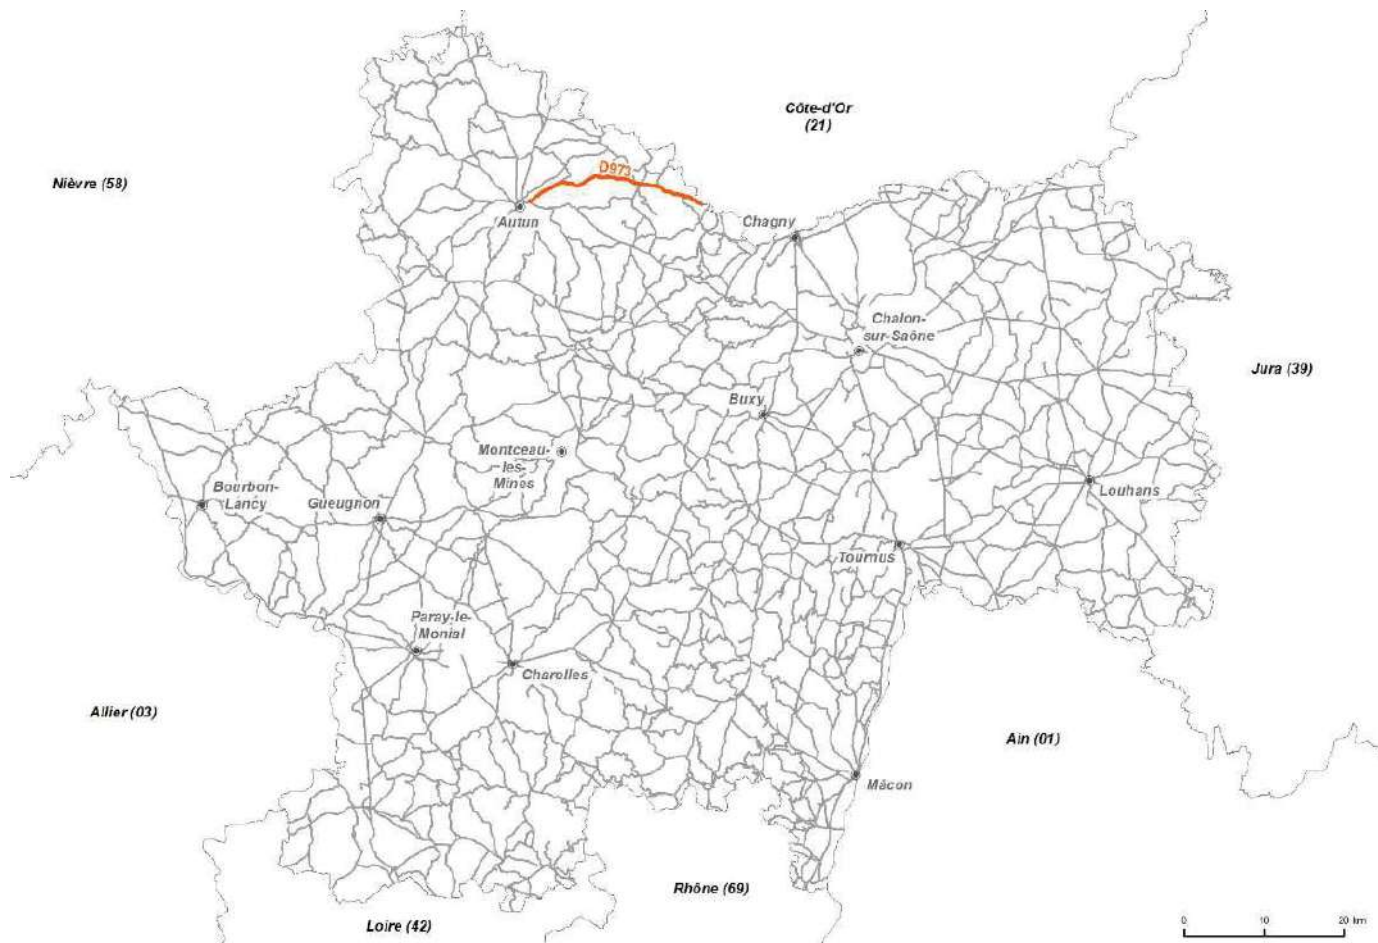 Côte-d'Or
(21)
Nièvre (58)
D973
Autun
Chagny
Chalon-
sur-Saône
Jura (39)
Buxy
Montceau-
les-
Mines
Bourbon-
Lancy
Gueugnon
Louhans
Tournus
Paray-le-
Monial
Charolles
Allier (03)
Ain (01)
Mâcon
Rhône (69)
Loire (42)
0 10 20 km